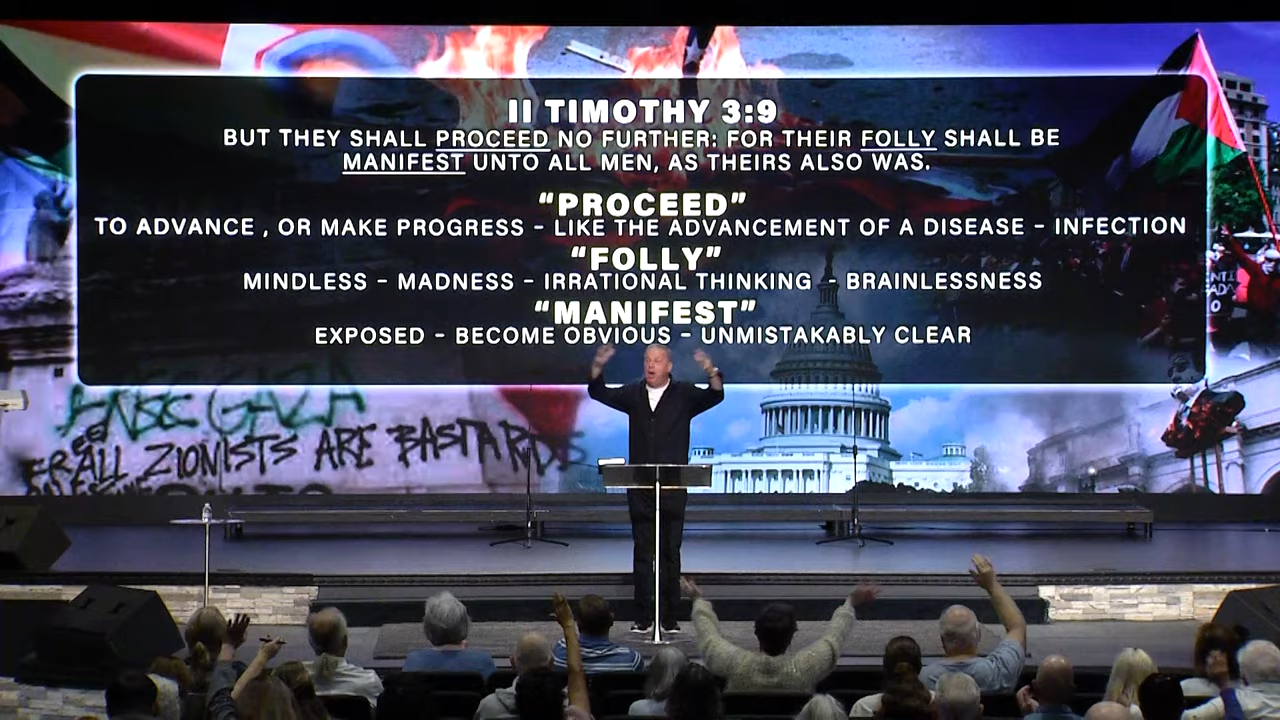 II TIMOTHY 3:9
BUT THEY SHALL PROCEED NO FURTHER: FOR THEIR FOLLY SHALL BE
MANIFEST UNTO ALL MEN, AS THEIRS ALSO WAS.
"PROCEED"
TO ADVANCE , OR MAKE PROGRESS – LIKE THE ADVANCEMENT OF A DISEASE – INFECTION
"FOLLY"
MINDLESS – MADNESS – IRRATIONAL THINKING – BRAINLESSNESS
"MANIFEST"
EXPOSED – BECOME OBVIOUS – UNMISTAKABLY CLEAR
GAZA
ALL ZIONISTS ARE BASTARDS